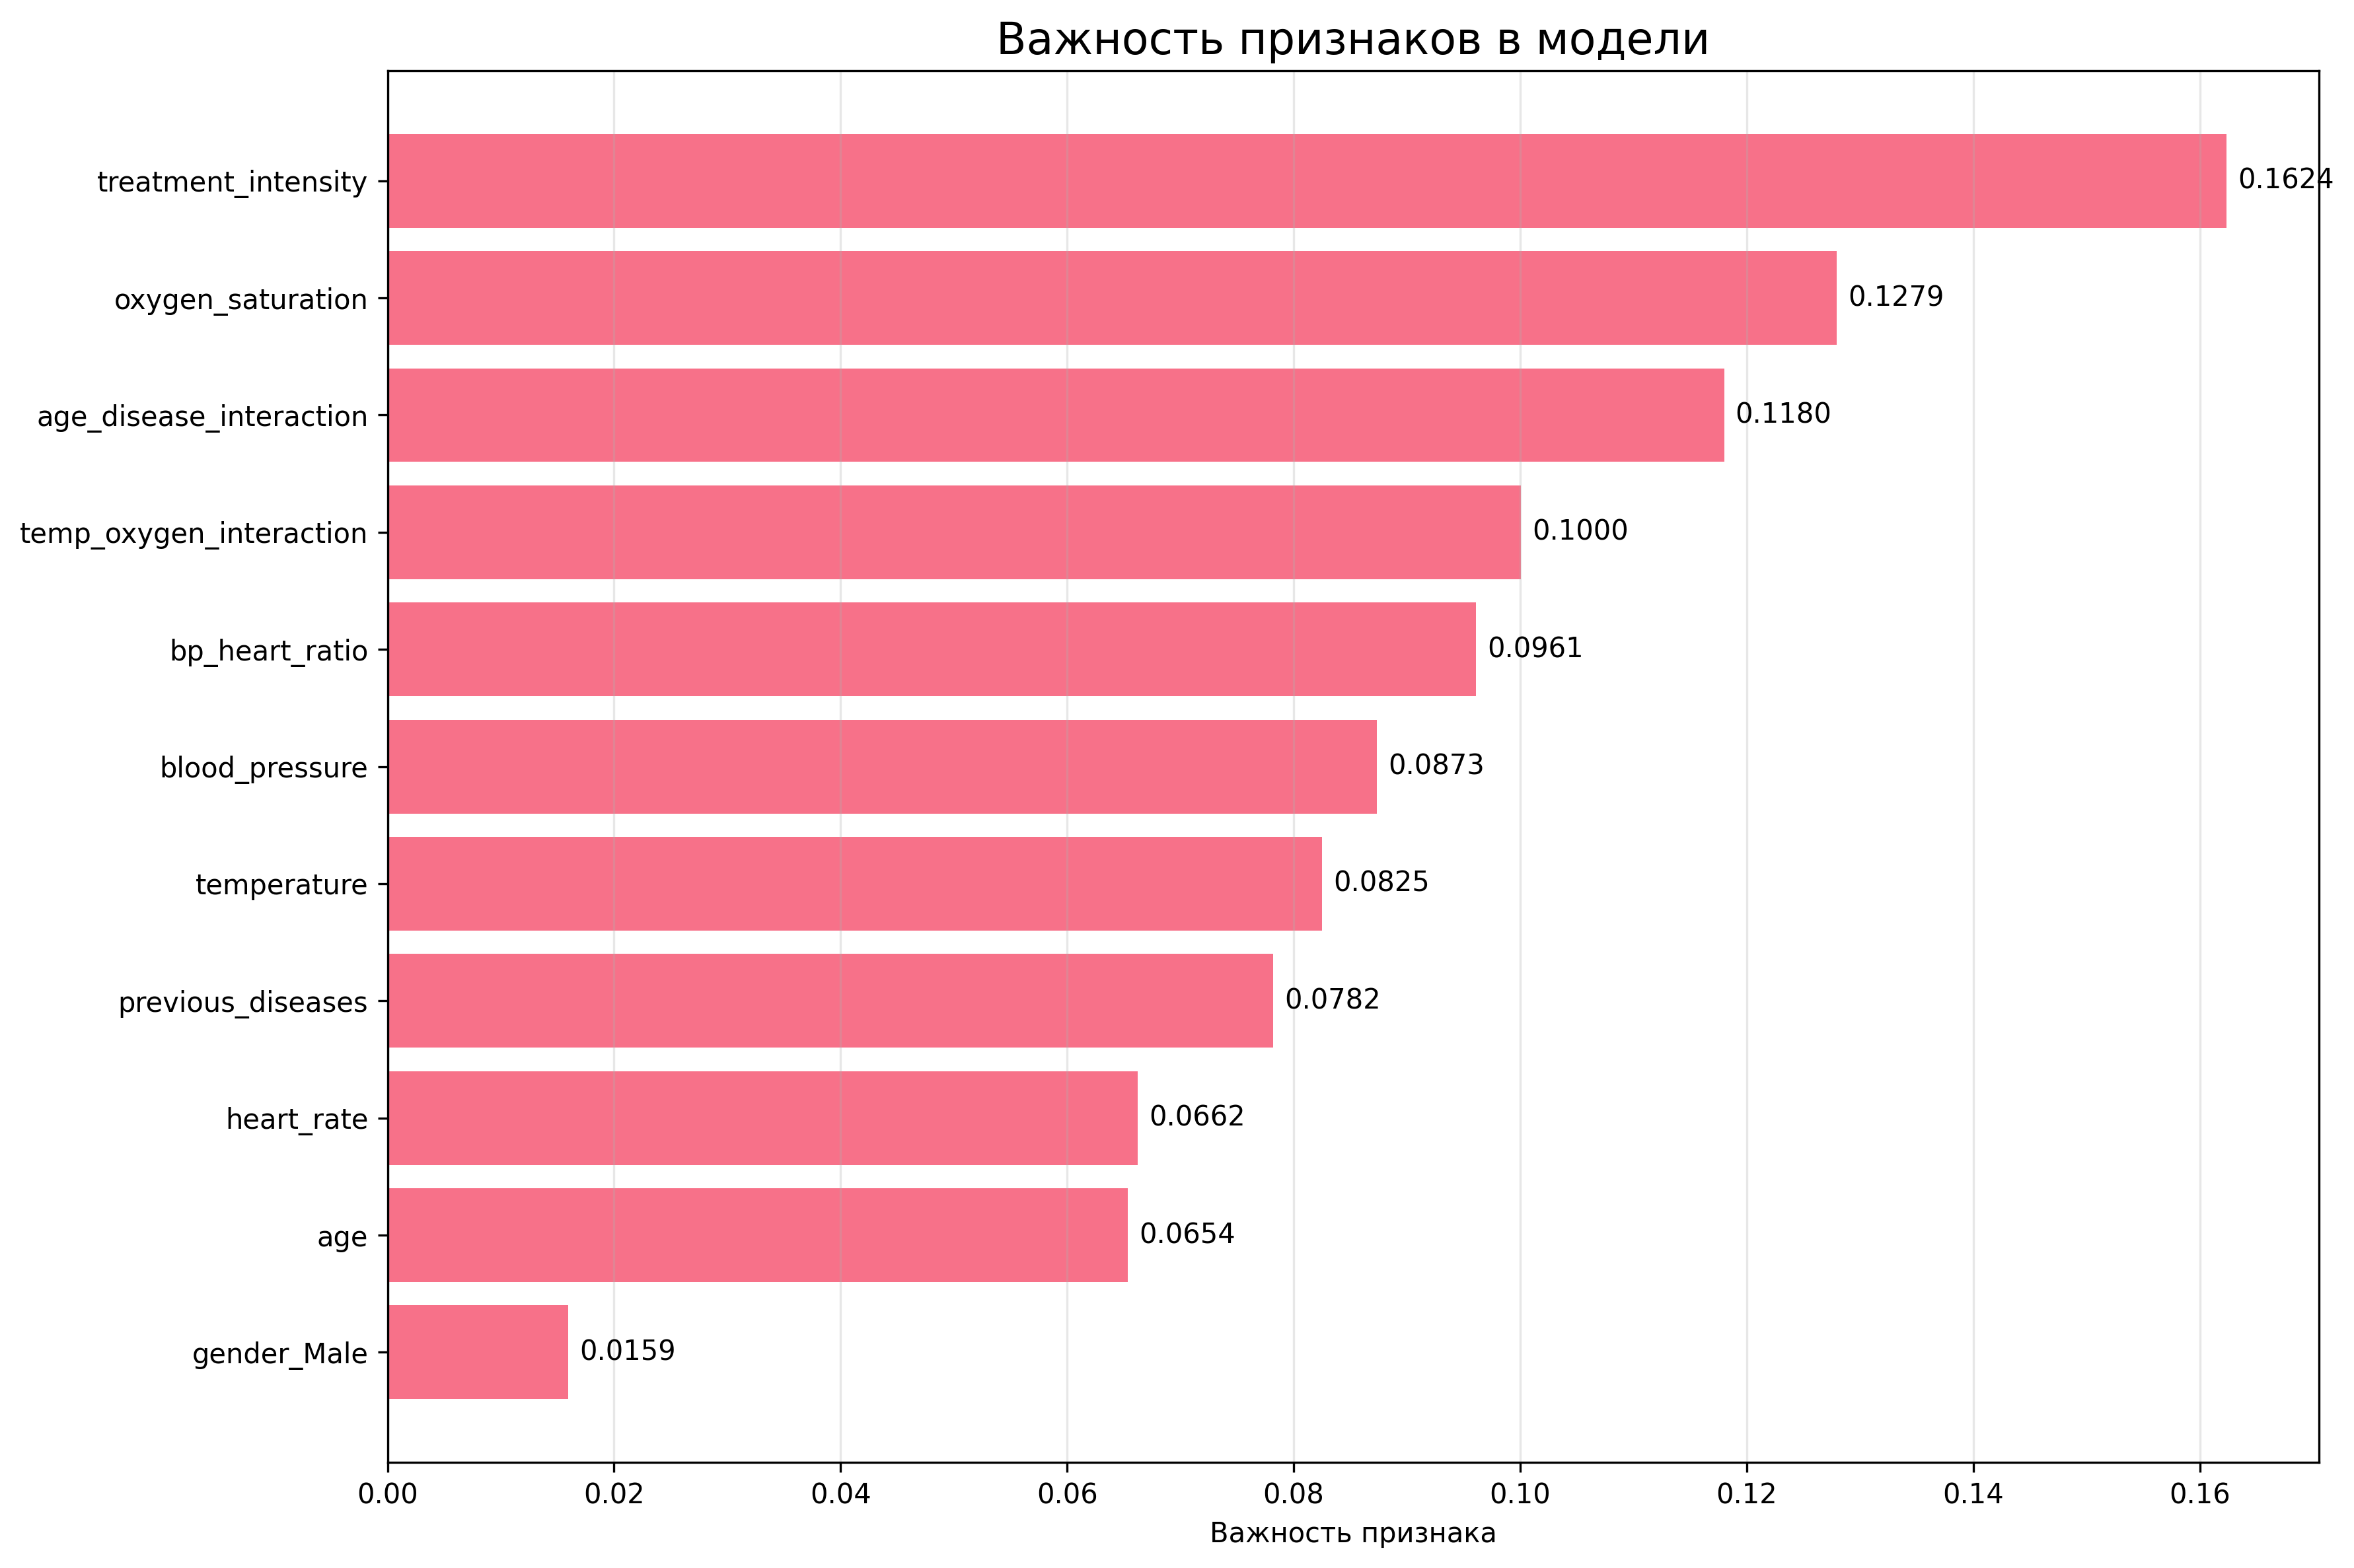 Важность признаков в модели
treatment_intensity 0.1624
oxygen_saturation 0.1279
age_disease_interaction 0.1180
temp_oxygen_interaction 0.1000
bp_heart_ratio 0.0961
blood_pressure 0.0873
temperature 0.0825
previous_diseases 0.0782
heart_rate 0.0662
age 0.0654
gender_Male 0.0159
0.00 0.02 0.04 0.06 0.08 0.10 0.12 0.14 0.16
Важность признака